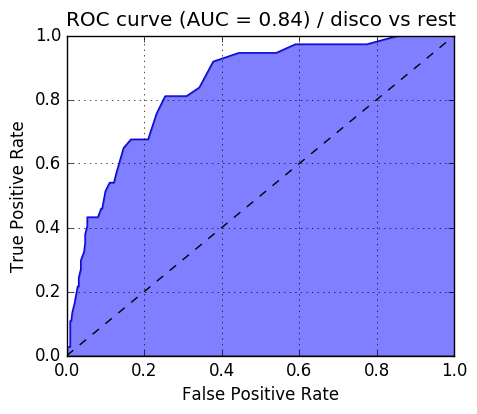 ROC curve (AUC = 0.84) / disco vs rest
1.0
0.8
0.6
0.4
0.2
0.0
True Positive Rate
0.0 0.2 0.4 0.6 0.8 1.0
False Positive Rate